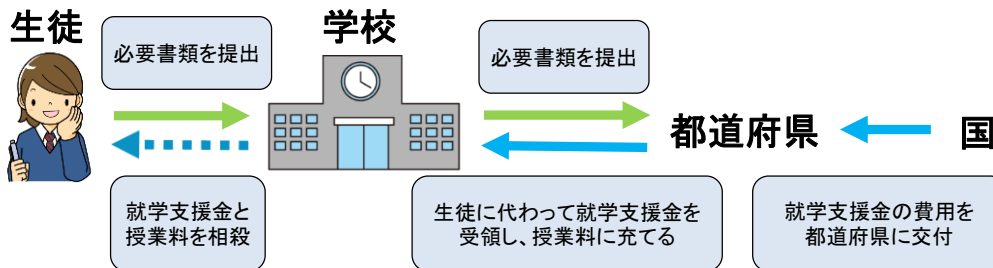 生徒
学校
必要書類を提出
必要書類を提出
都道府県
国
就学支援金と
授業料を相殺
生徒に代わって就学支援金を
受領し、授業料に充てる
就学支援金の費用を
都道府県に交付